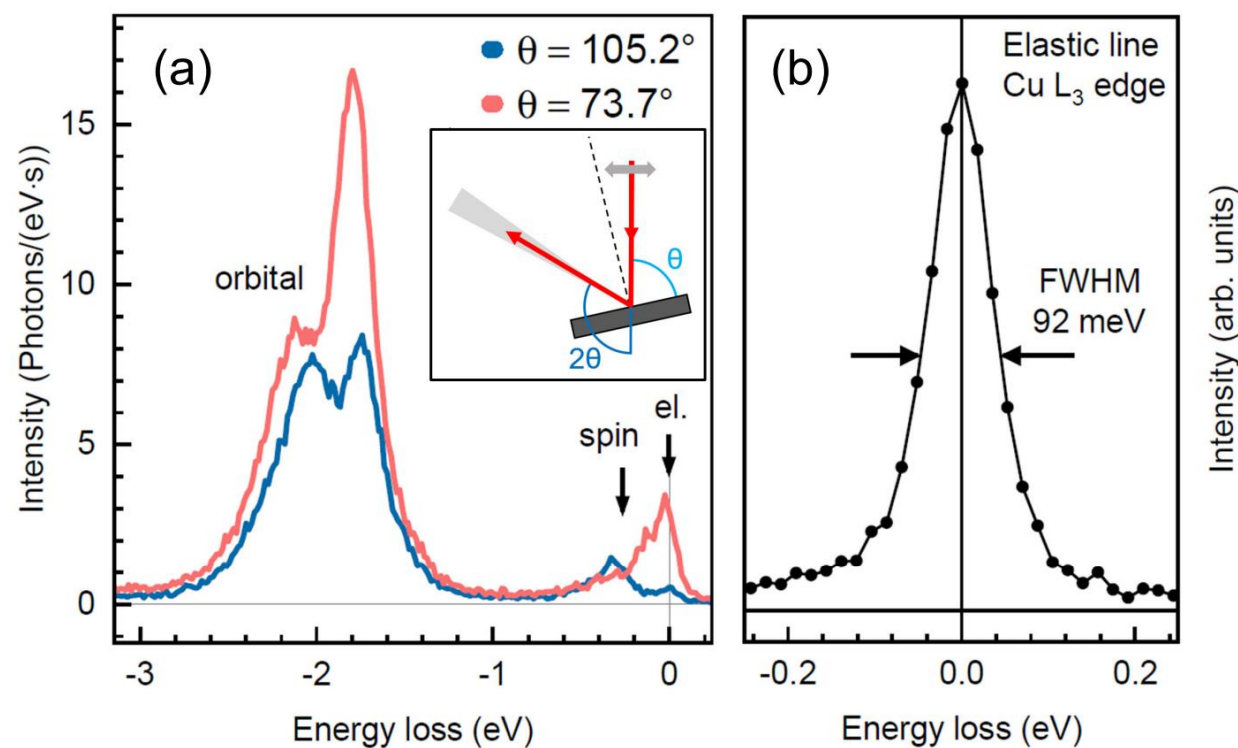 (a)
θ = 105.2°
θ = 73.7°
15
10
5
0
Intensity (Photons/(eV·s))
orbital
θ
2θ
spin
el.
-3
-2
-1
0
Energy loss (eV)
(b)
Elastic line
Cu L₃ edge
FWHM
92 meV
Intensity (arb. units)
-0.2
0.0
0.2
Energy loss (eV)